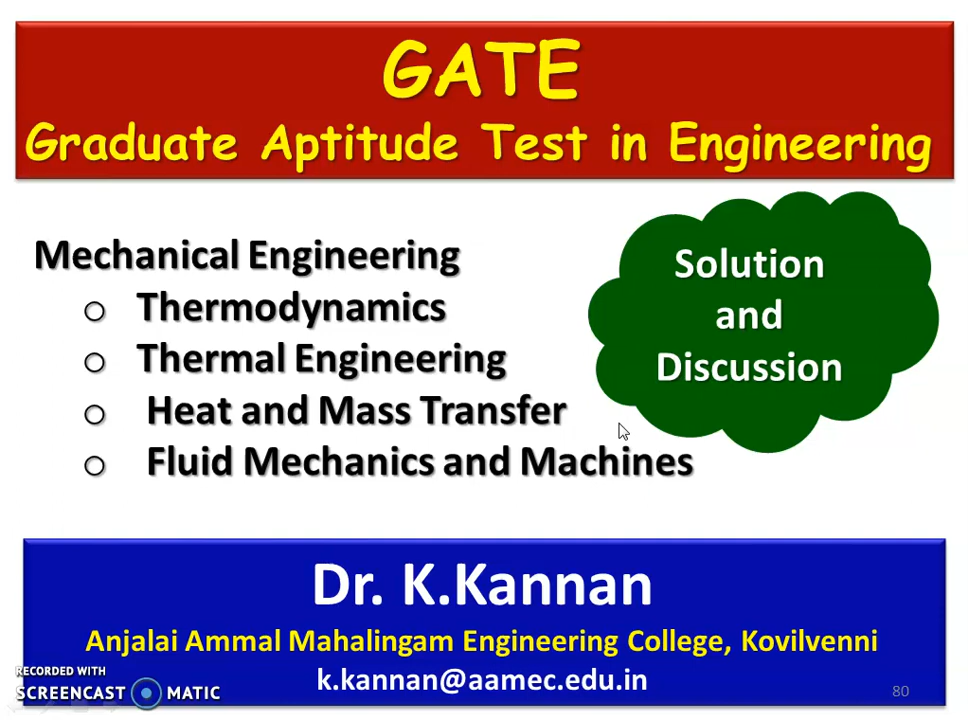 GATE
Graduate Aptitude Test in Engineering
Mechanical Engineering
o Thermodynamics
o Thermal Engineering
o Heat and Mass Transfer
o Fluid Mechanics and Machines
Solution
and
Discussion
Dr. K.Kannan
Anjalai Ammal Mahalingam Engineering College, Kovilvenni
k.kannan@aamec.edu.in
RECORDED WITH
SCREENCAST MATIC
80